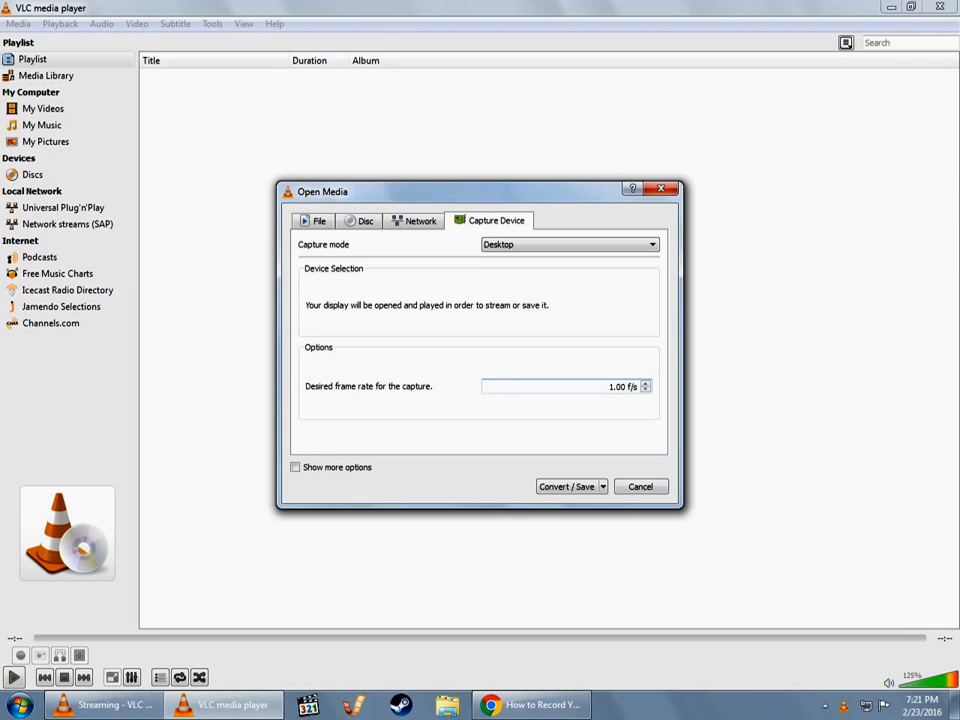 VLC media player
Media Playback Audio Video Subtitle Tools View Help
Playlist
Search
Playlist
Title Duration Album
Media Library
My Computer
My Videos
My Music
My Pictures
Devices
Discs
Local Network
Universal Plug'n'Play
Network streams (SAP)
Internet
Podcasts
Free Music Charts
Icecast Radio Directory
Jamendo Selections
Channels.com
Open Media
File Disc Network Capture Device
Capture mode Desktop
Device Selection
Your display will be opened and played in order to stream or save it.
Options
Desired frame rate for the capture. 1.00 f/s
Show more options
Convert / Save Cancel
--:-- --:--
125%
Streaming - VLC ... VLC media player 321 How to Record Y...
7:21 PM
2/23/2016